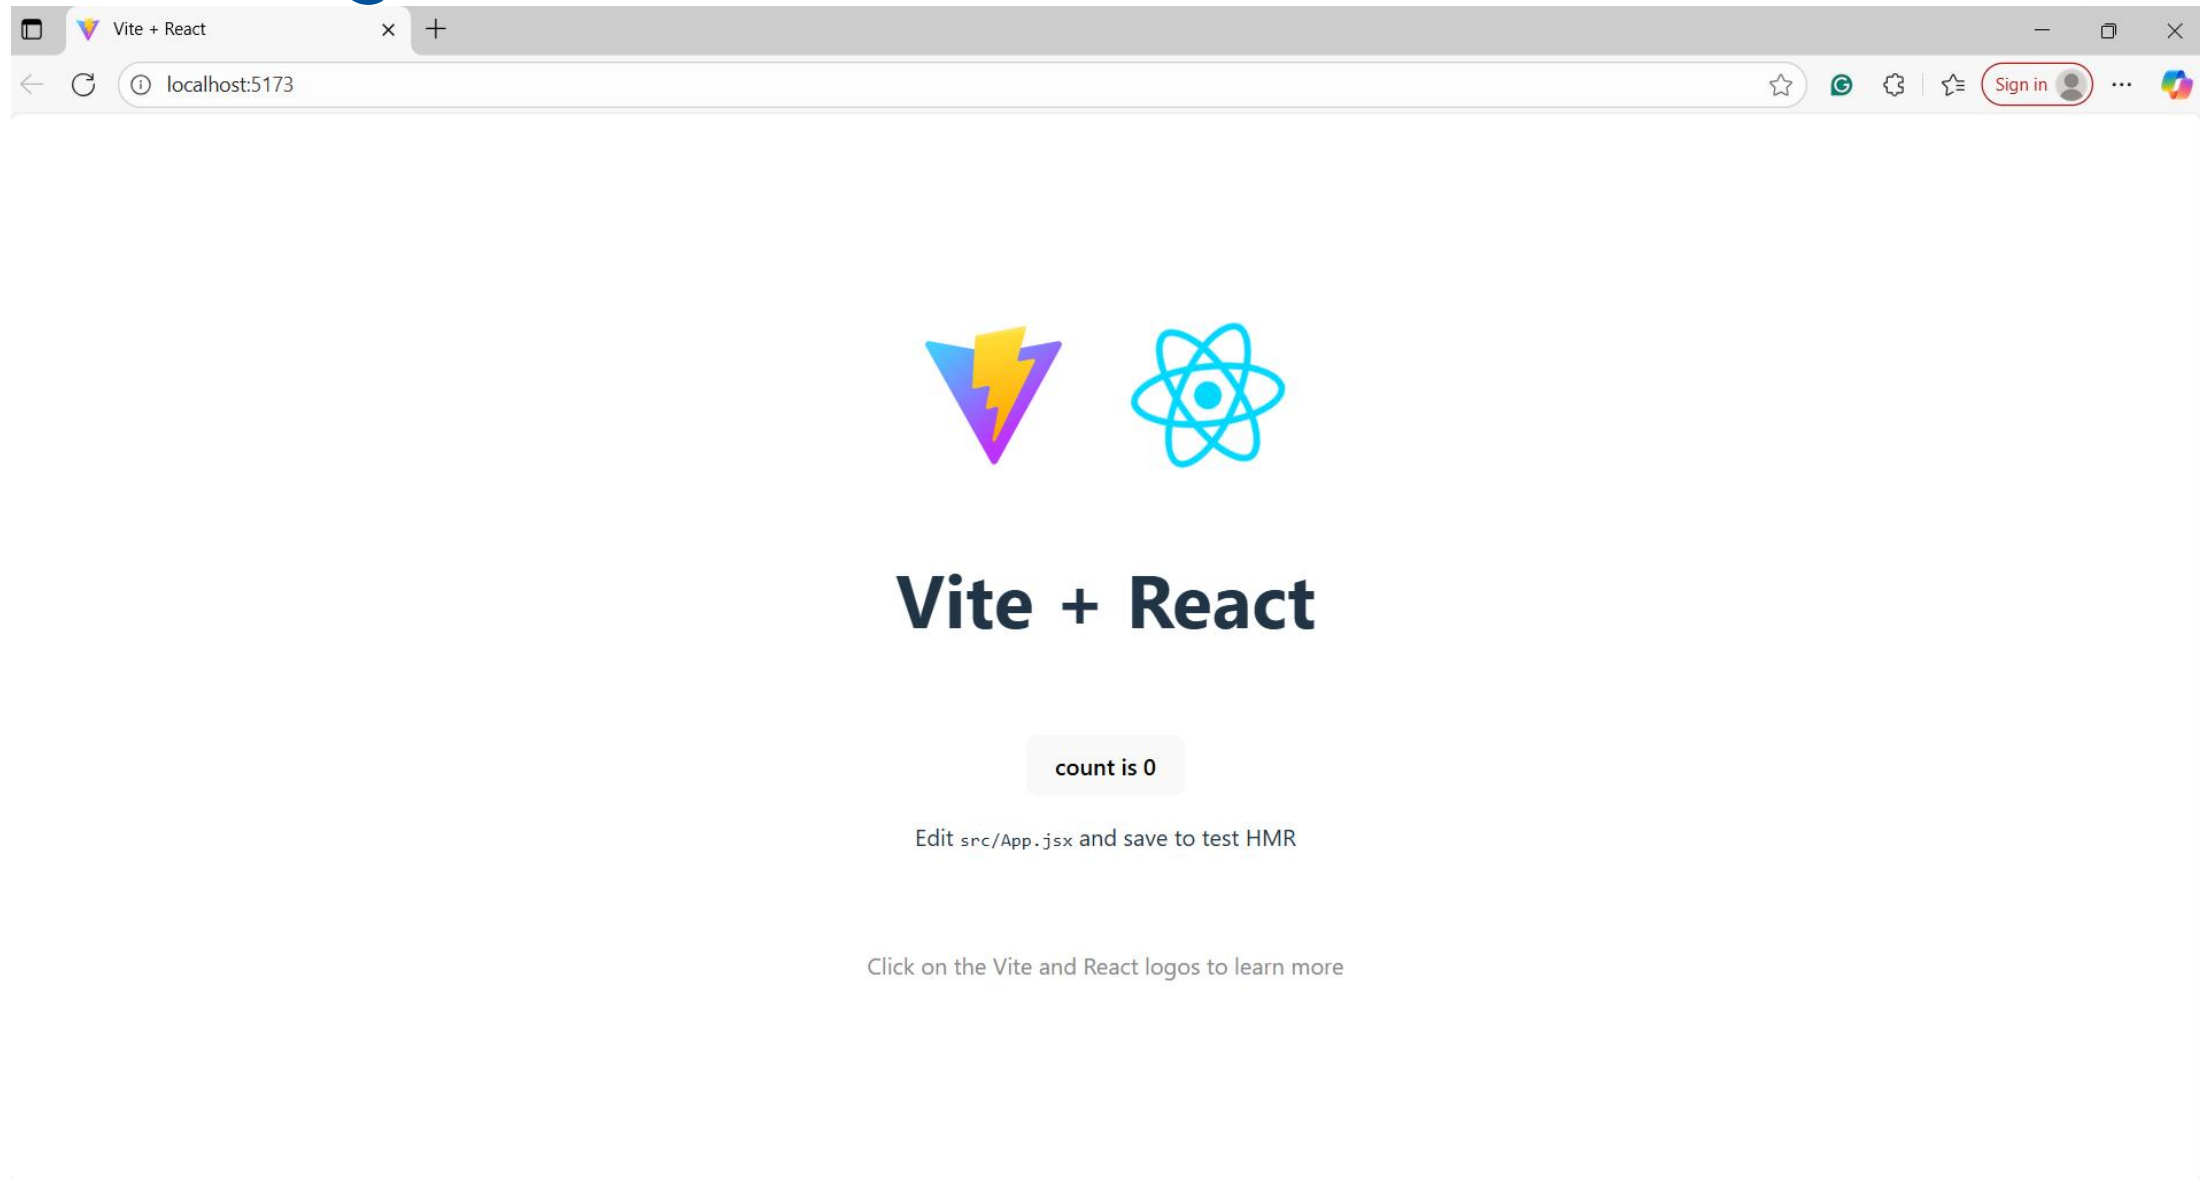 Vite + React
localhost:5173
Sign in
Vite + React
count is 0
Edit src/App.jsx and save to test HMR
Click on the Vite and React logos to learn more